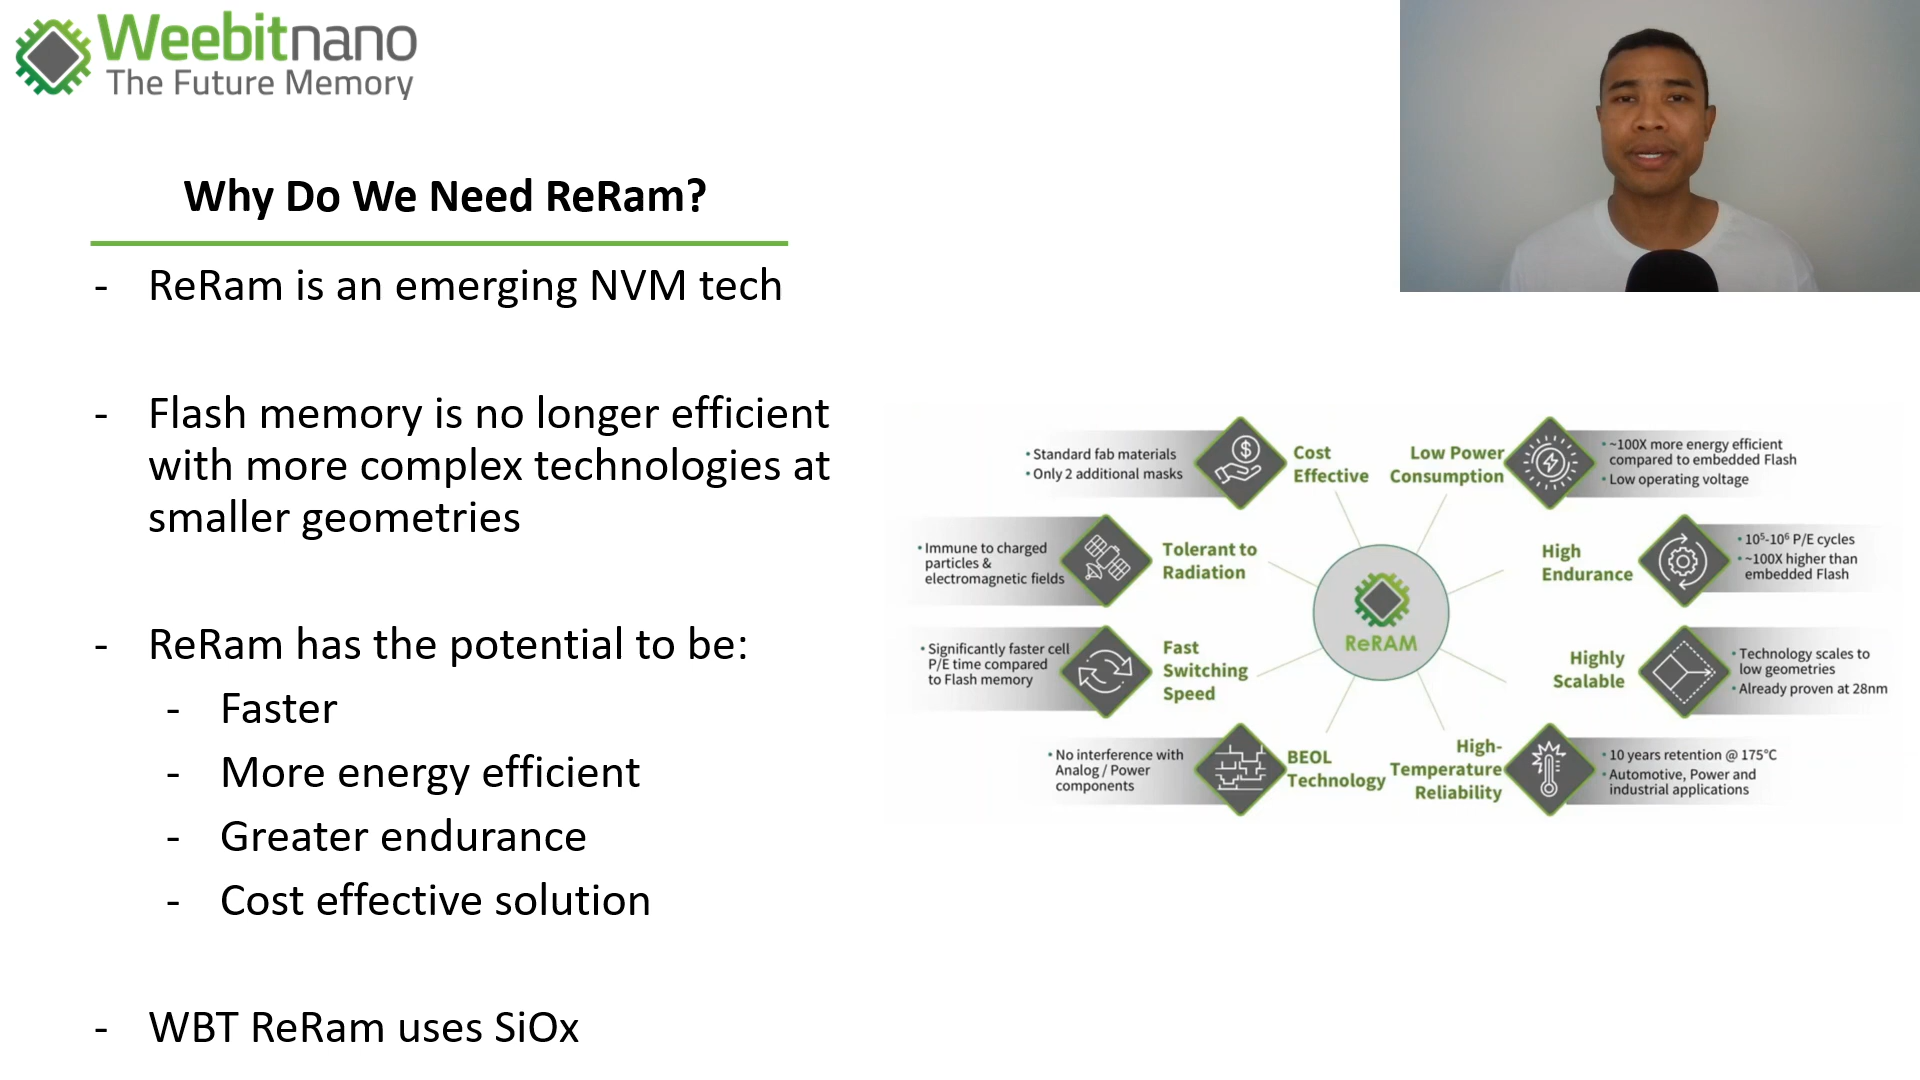 Weebitnano
The Future Memory
Why Do We Need ReRam?
- ReRam is an emerging NVM tech
- Flash memory is no longer efficient
with more complex technologies at
smaller geometries
- ReRam has the potential to be:
- Faster
- More energy efficient
- Greater endurance
- Cost effective solution
- WBT ReRam uses SiOx
• Standard fab materials
• Only 2 additional masks
$
Cost
Effective
Low Power
Consumption
• ~100X more energy efficient
compared to embedded Flash
• Low operating voltage
• Immune to charged
particles &
electromagnetic fields
Tolerant to
Radiation
High
Endurance
• 10⁵-10⁶ P/E cycles
• ~100X higher than
embedded Flash
ReRAM
• Significantly faster cell
P/E time compared
to Flash memory
Fast
Switching
Speed
Highly
Scalable
• Technology scales to
low geometries
• Already proven at 28nm
• No interference with
Analog / Power
components
BEOL
Technology
High-
Temperature
Reliability
• 10 years retention @ 175°C
• Automotive, Power and
industrial applications